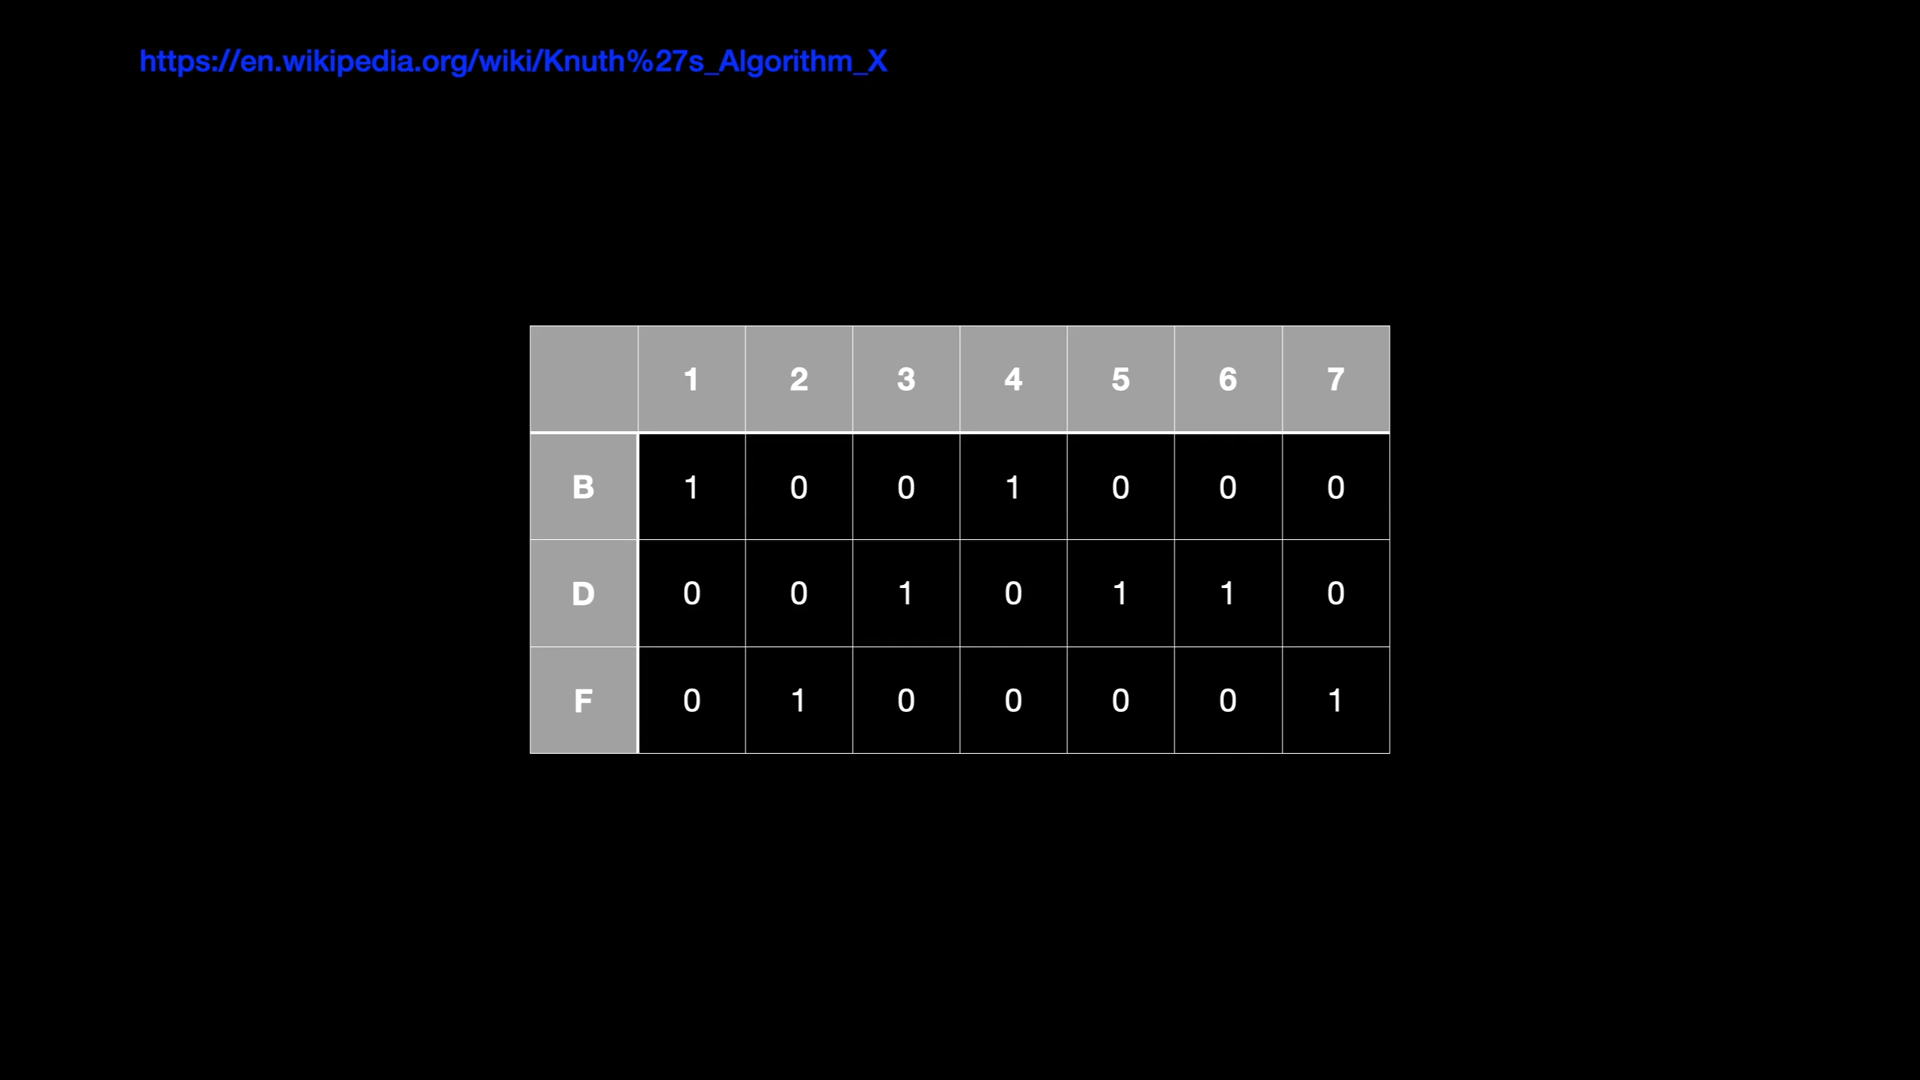 https://en.wikipedia.org/wiki/Knuth%27s_Algorithm_X
1 2 3 4 5 6 7
B 1 0 0 1 0 0 0
D 0 0 1 0 1 1 0
F 0 1 0 0 0 0 1